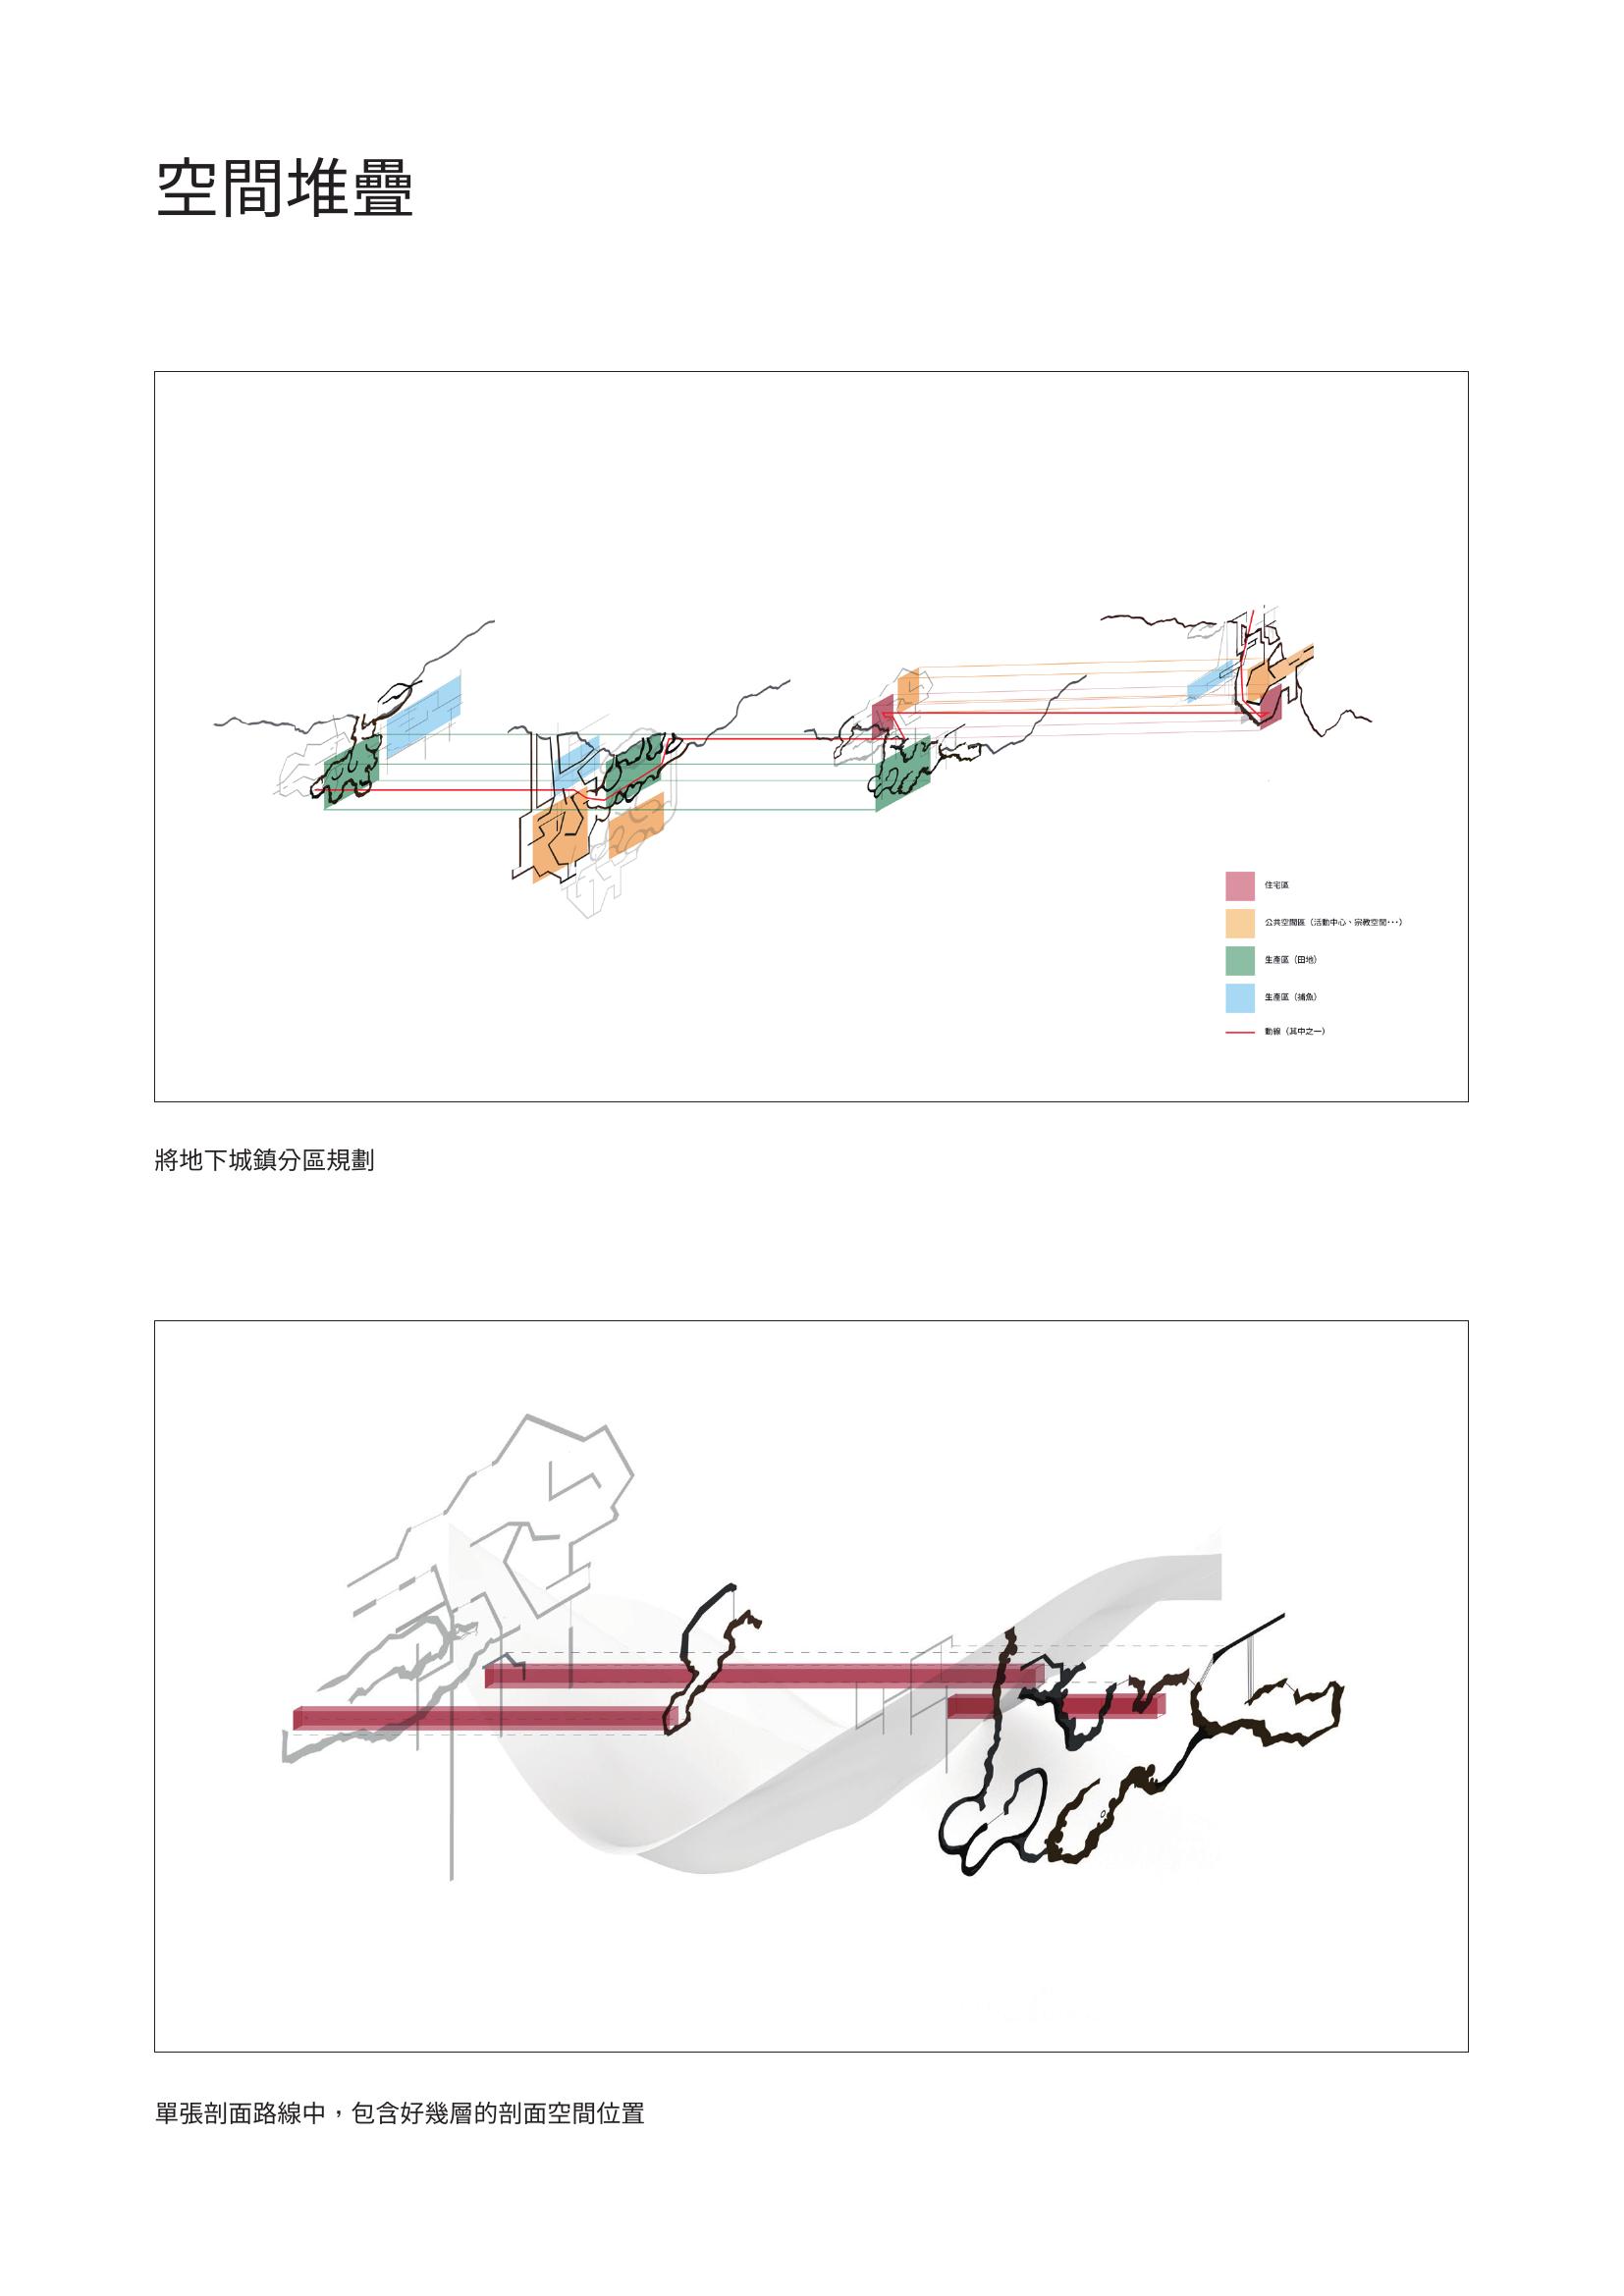 空間堆疊
住宅區
公共空間區（活動中心、宗教空間⋯）
生產區（田地）
生產區（捕魚）
動線（其中之一）
將地下城鎮分區規劃
單張剖面路線中，包含好幾層的剖面空間位置